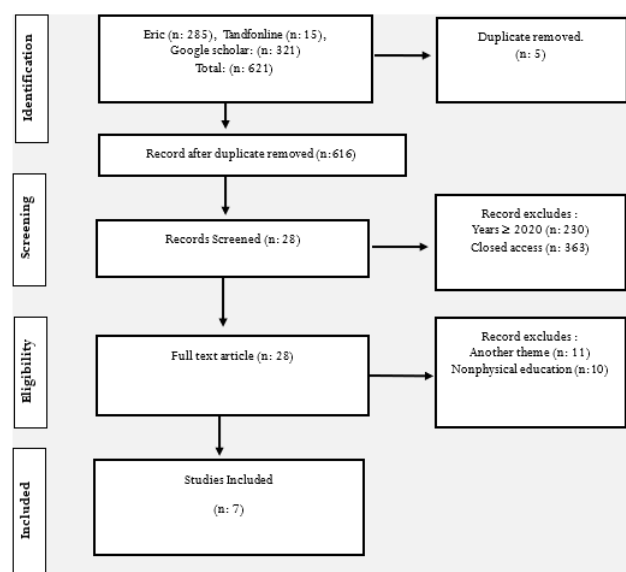 Identification
Eric (n: 285), Tandfonline (n: 15),
Google scholar: (n: 321)
Total: (n: 621)
Duplicate removed.
(n: 5)
Record after duplicate removed (n:616)
Screening
Records Screened (n: 28)
Record excludes :
Years ≥ 2020 (n: 230)
Closed access (n: 363)
Eligibility
Full text article (n: 28)
Record excludes :
Another theme (n: 11)
Nonphysical education (n:10)
Included
Studies Included
(n: 7)